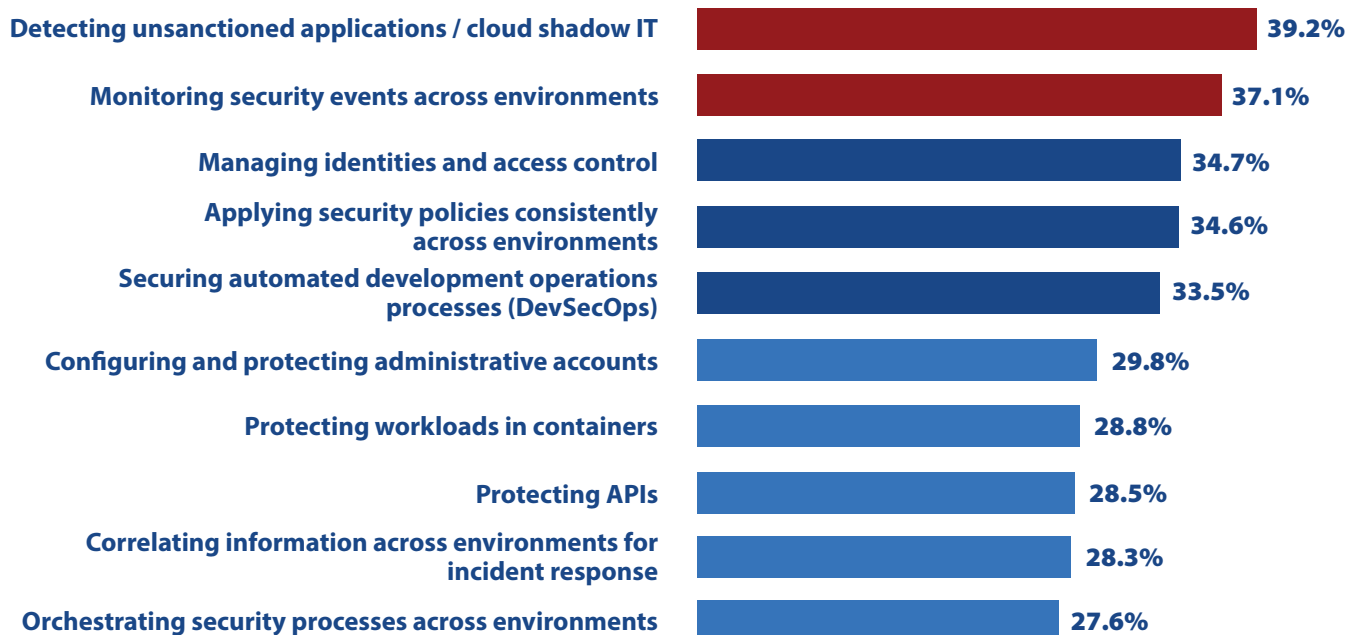 Detecting unsanctioned applications / cloud shadow IT 39.2%
Monitoring security events across environments 37.1%
Managing identities and access control 34.7%
Applying security policies consistently
across environments 34.6%
Securing automated development operations
processes (DevSecOps) 33.5%
Configuring and protecting administrative accounts 29.8%
Protecting workloads in containers 28.8%
Protecting APIs 28.5%
Correlating information across environments for
incident response 28.3%
Orchestrating security processes across environments 27.6%